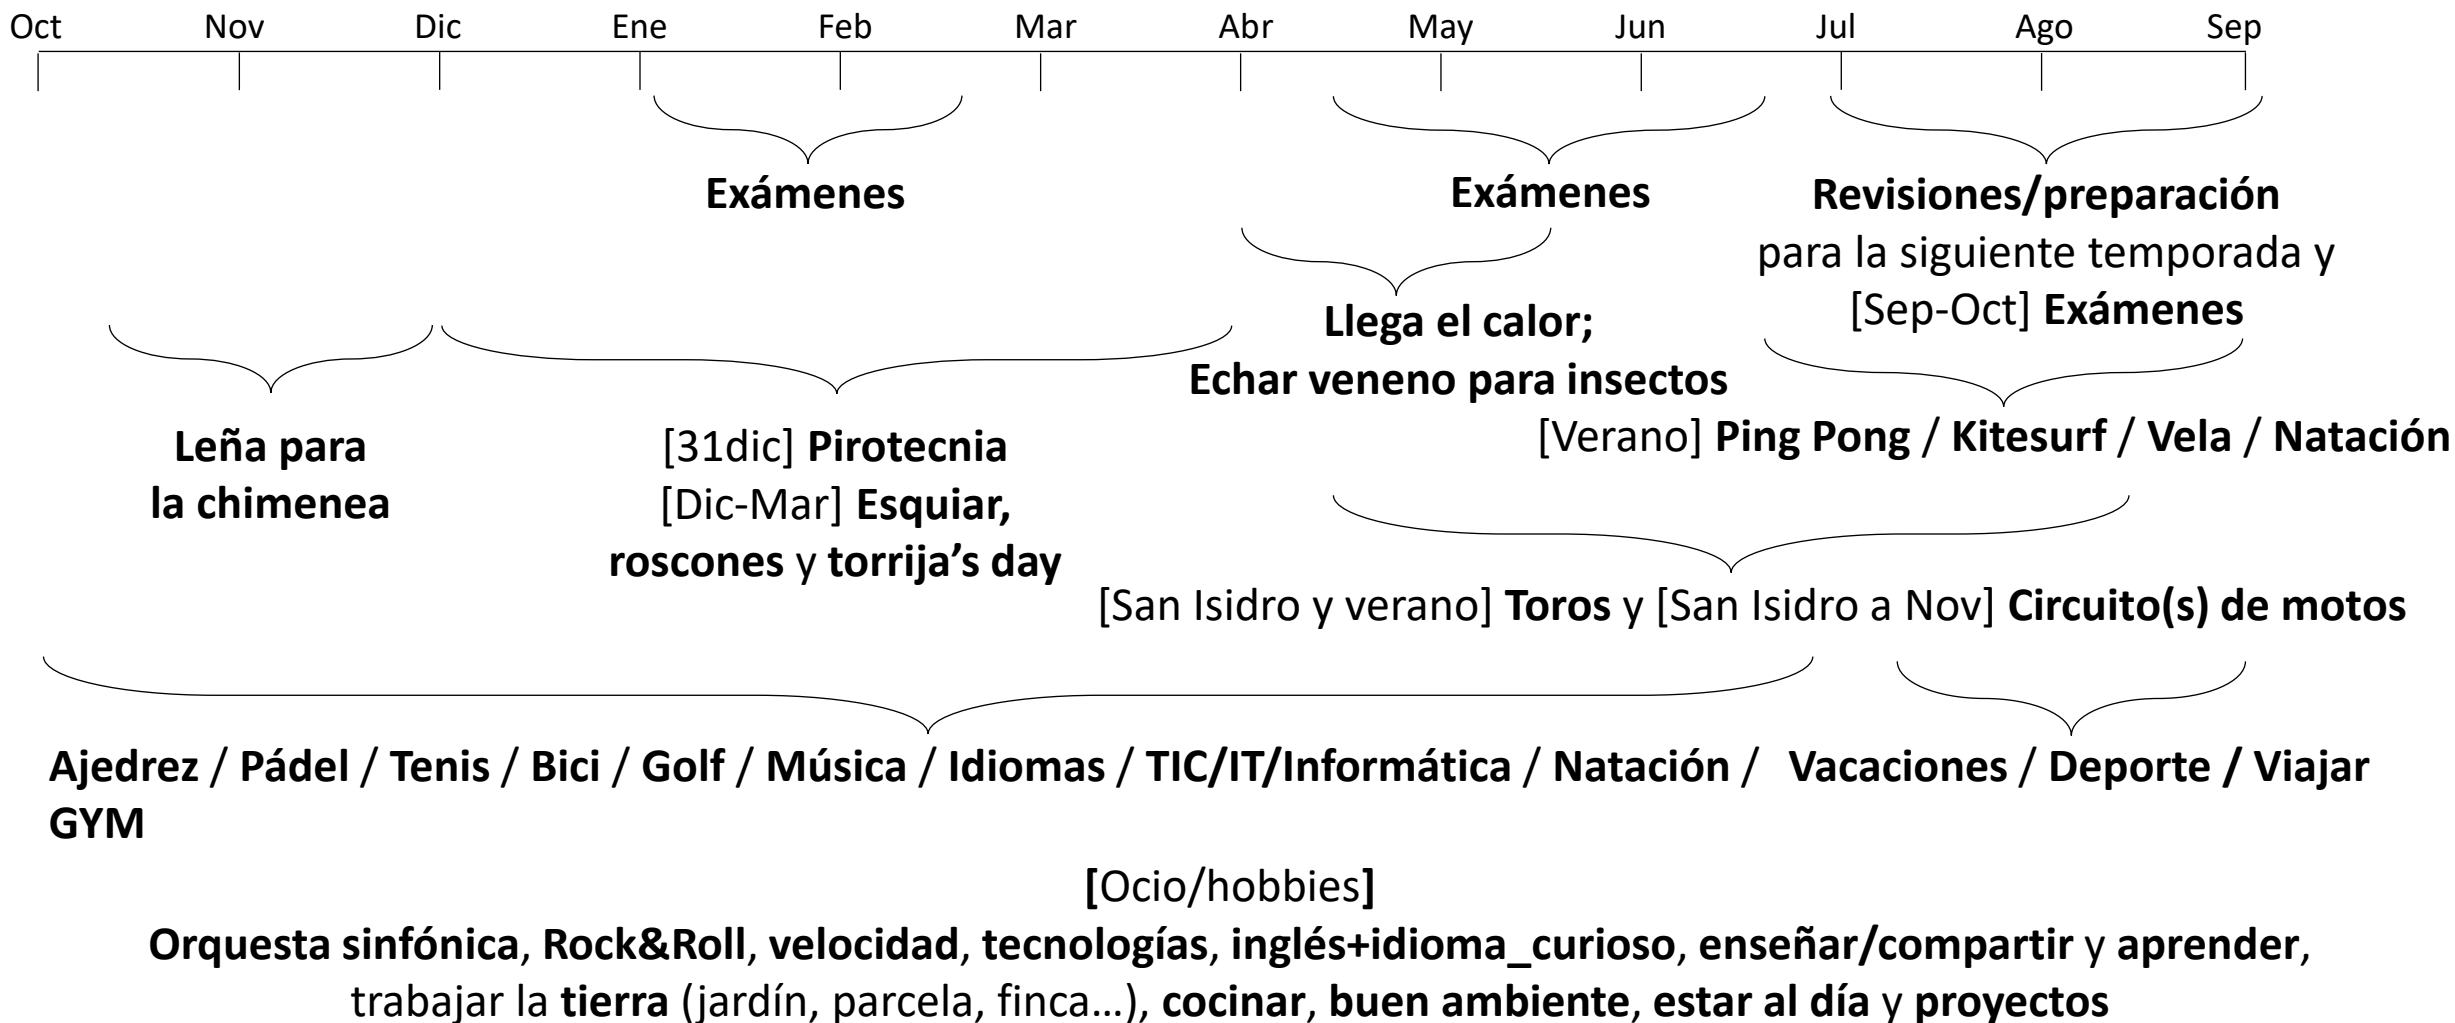 Oct Nov Dic Ene Feb Mar Abr May Jun Jul Ago Sep
Exámenes
Exámenes
Revisiones/preparación
para la siguiente temporada y
[Sep-Oct] Exámenes
Llega el calor;
Echar veneno para insectos
Leña para
la chimenea
[31dic] Pirotecnia
[Dic-Mar] Esquiar,
roscones y torrija’s day
[Verano] Ping Pong / Kitesurf / Vela / Natación
[San Isidro y verano] Toros y [San Isidro a Nov] Circuito(s) de motos
Ajedrez / Pádel / Tenis / Bici / Golf / Música / Idiomas / TIC/IT/Informática / Natación /
GYM
Vacaciones / Deporte / Viajar
[Ocio/hobbies]
Orquesta sinfónica, Rock&Roll, velocidad, tecnologías, inglés+idioma_curioso, enseñar/compartir y aprender,
trabajar la tierra (jardín, parcela, finca...), cocinar, buen ambiente, estar al día y proyectos